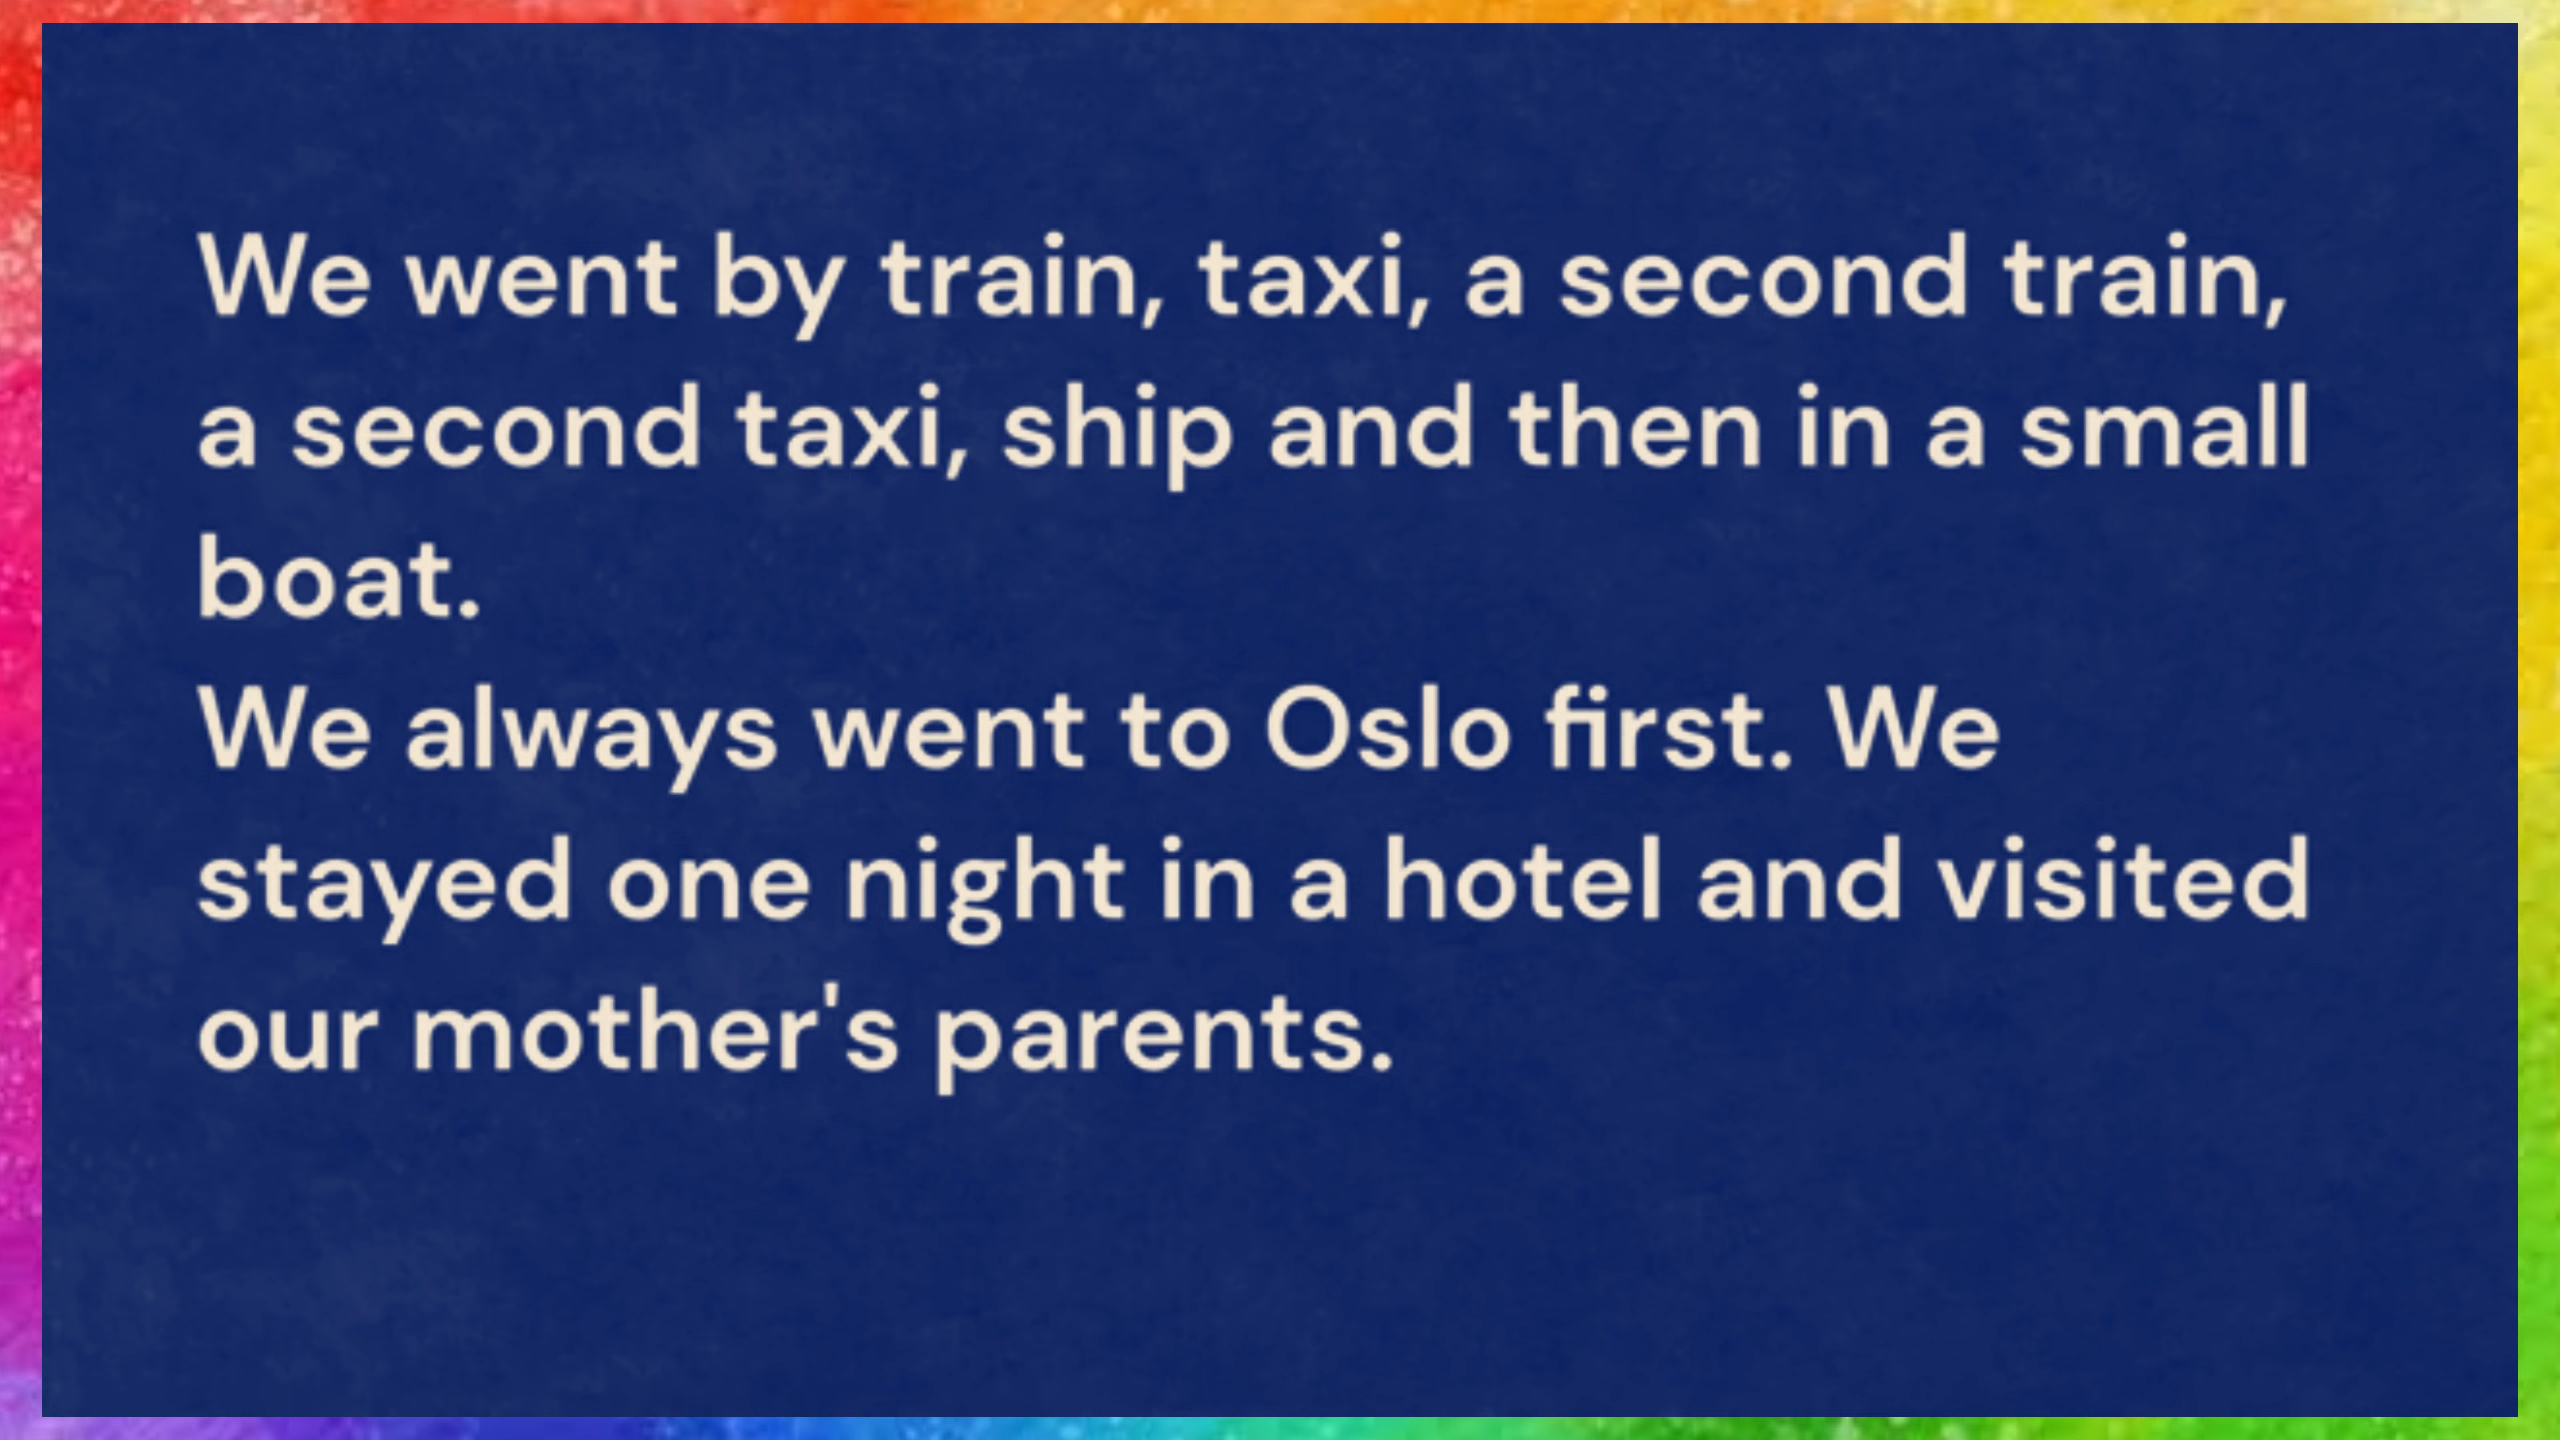 We went by train, taxi, a second train,
a second taxi, ship and then in a small
boat.
We always went to Oslo first. We
stayed one night in a hotel and visited
our mother's parents.